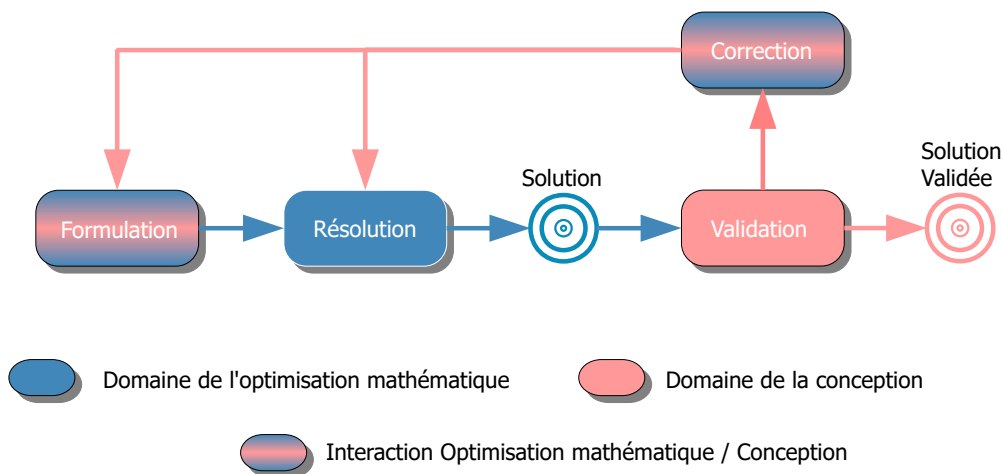 Correction
Solution
Validée
Solution
Formulation
Résolution
Validation
Domaine de l'optimisation mathématique
Domaine de la conception
Interaction Optimisation mathématique / Conception